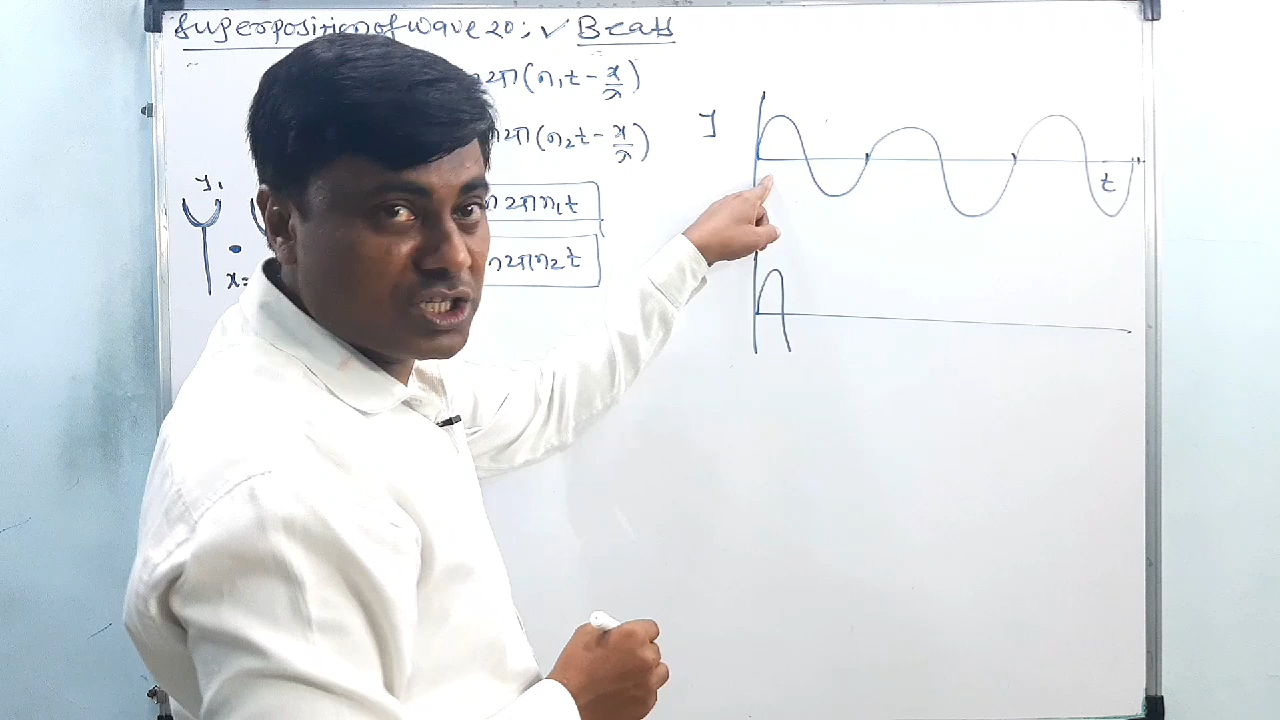 Superposition of wave 20 : ✓ Beats
2π(n₁t - x/λ)
2π(n₂t - x/λ)
y₁
2πn₁t
2πn₂t
x=
y
t